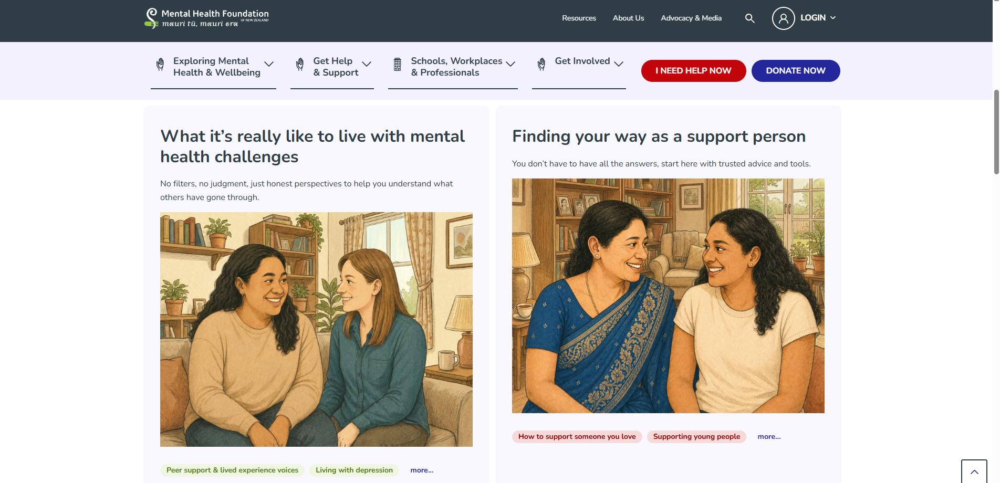 Mental Health Foundation
OF NEW ZEALAND
mauri tū, mauri ora
Resources
About Us
Advocacy & Media
LOGIN
Exploring Mental
Health & Wellbeing
Get Help
& Support
Schools, Workplaces
& Professionals
Get Involved
I NEED HELP NOW
DONATE NOW
What it’s really like to live with mental
health challenges
No filters, no judgment, just honest perspectives to help you understand what
others have gone through.
Peer support & lived experience voices
Living with depression
more...
Finding your way as a support person
You don’t have to have all the answers, start here with trusted advice and tools.
How to support someone you love
Supporting young people
more...